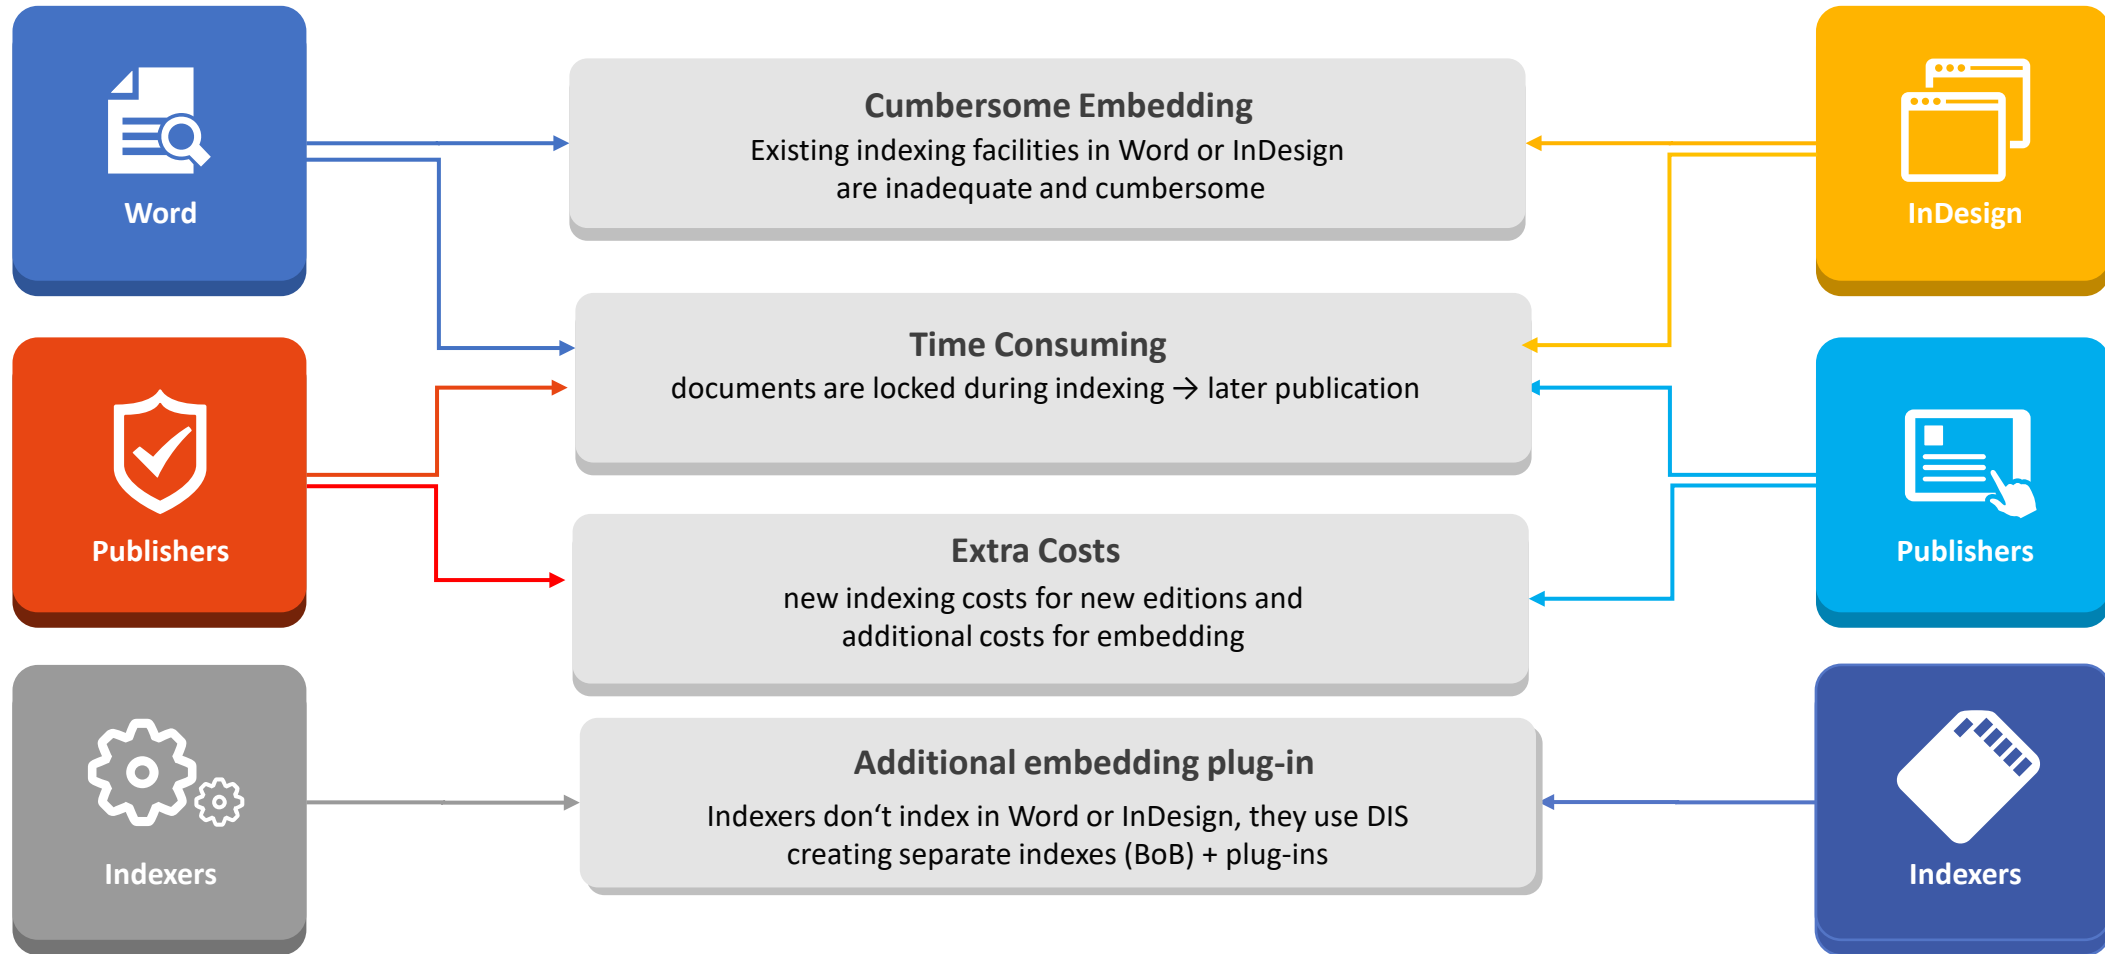 Word
Cumbersome Embedding
Existing indexing facilities in Word or InDesign
are inadequate and cumbersome
InDesign
Time Consuming
documents are locked during indexing → later publication
Publishers
Publishers
Extra Costs
new indexing costs for new editions and
additional costs for embedding
Indexers
Additional embedding plug-in
Indexers don‘t index in Word or InDesign, they use DIS
creating separate indexes (BoB) + plug-ins
Indexers